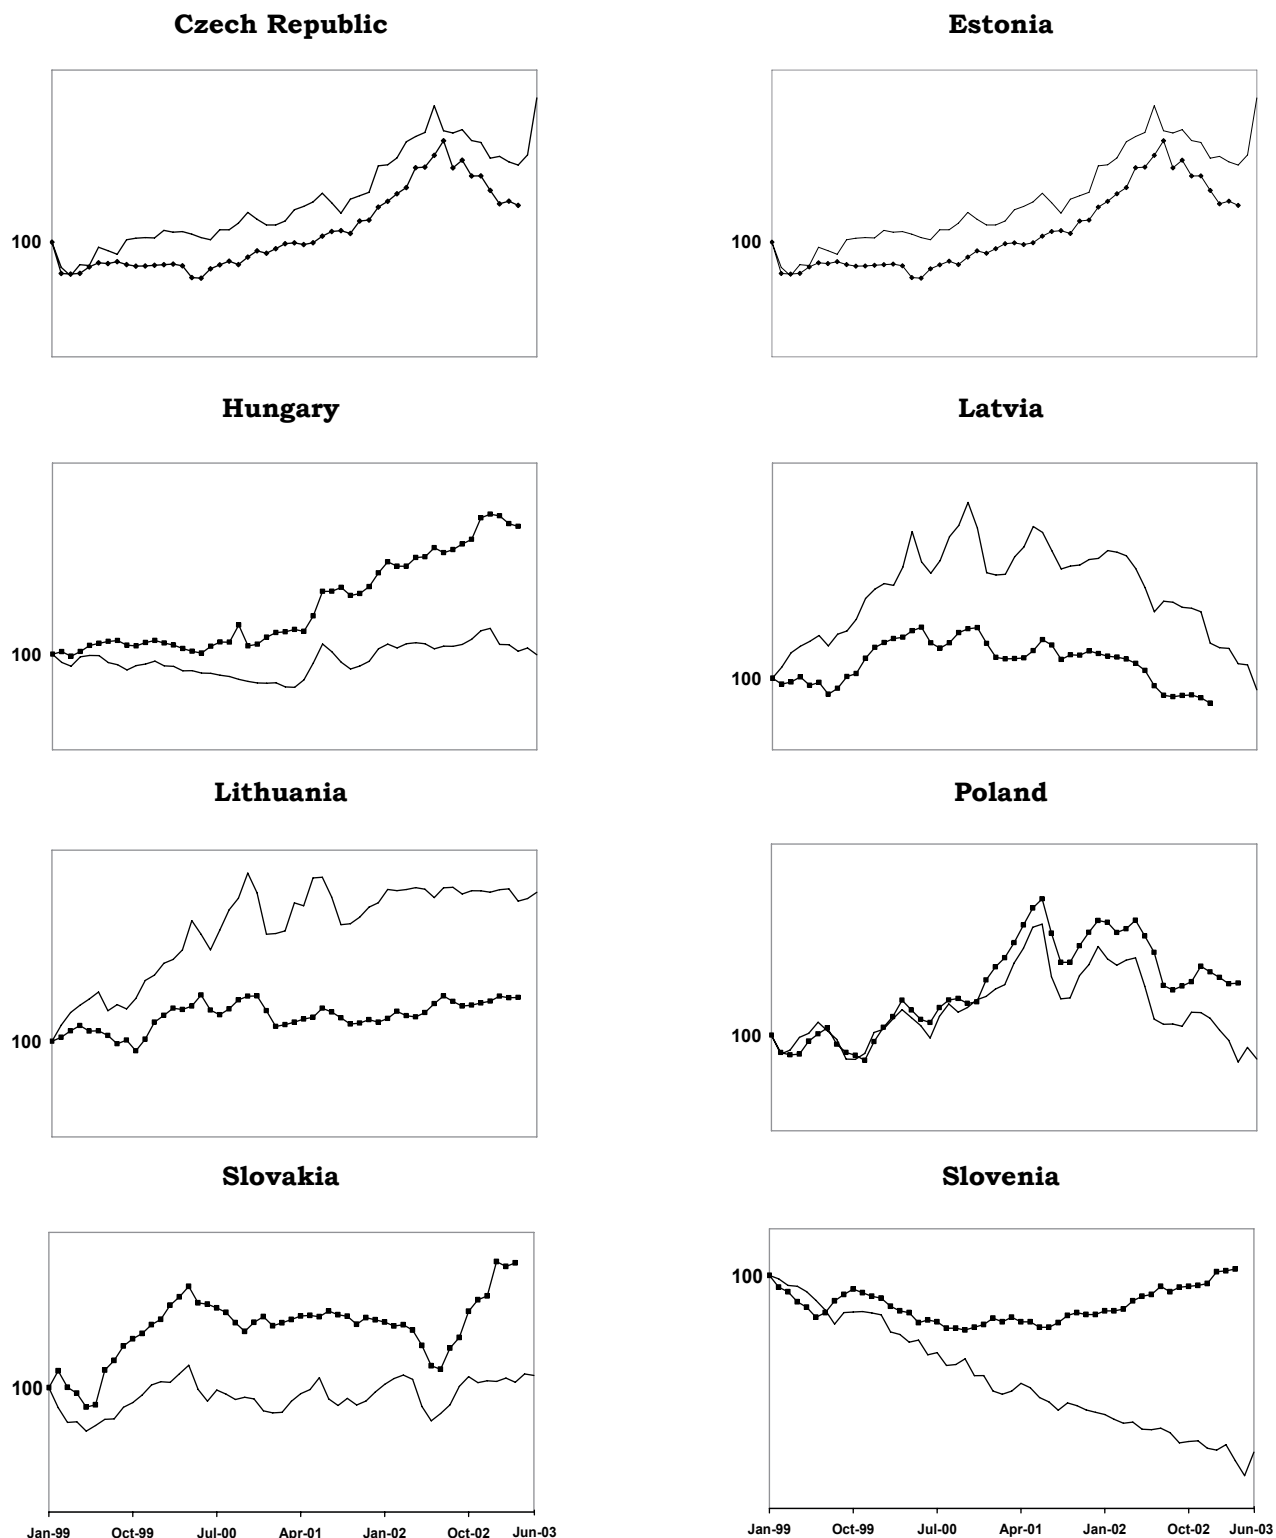 Czech Republic
Estonia
100
100
Hungary
Latvia
100
100
Lithuania
Poland
100
100
Slovakia
Slovenia
100
100
Jan-99 Oct-99 Jul-00 Apr-01 Jan-02 Oct-02 Jun-03
Jan-99 Oct-99 Jul-00 Apr-01 Jan-02 Oct-02 Jun-03